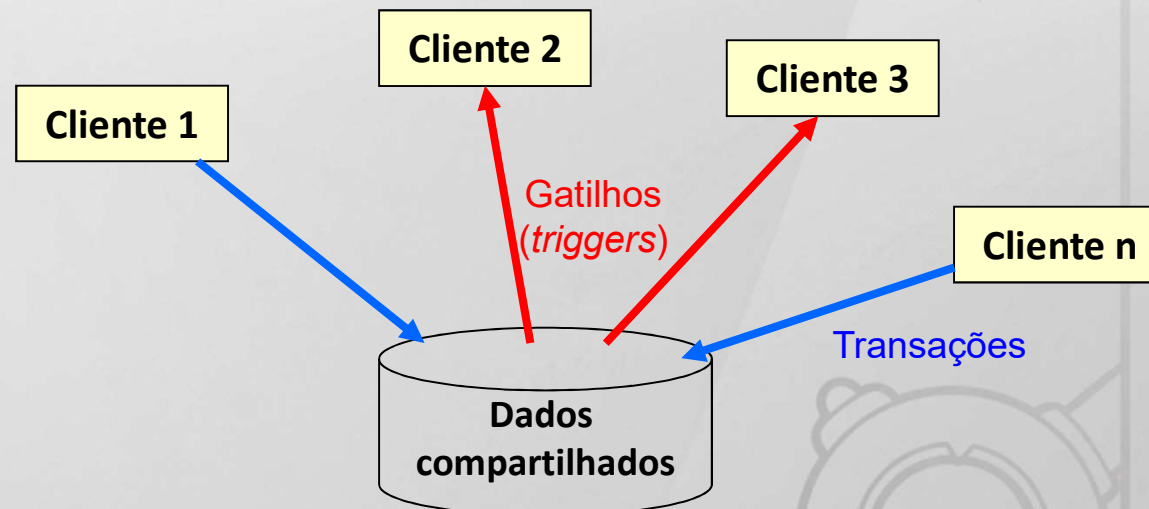 Cliente 2
Cliente 3
Cliente 1
Gatilhos
(triggers)
Cliente n
Transações
Dados
compartilhados